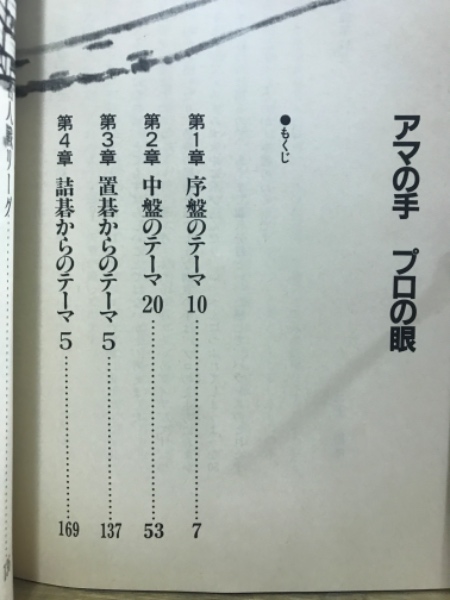 アマの手　プロの眼
●もくじ
第1章 序盤のテーマ10 7
第2章 中盤のテーマ20 53
第3章 置碁からのテーマ5 137
第4章 詰碁からのテーマ5 169